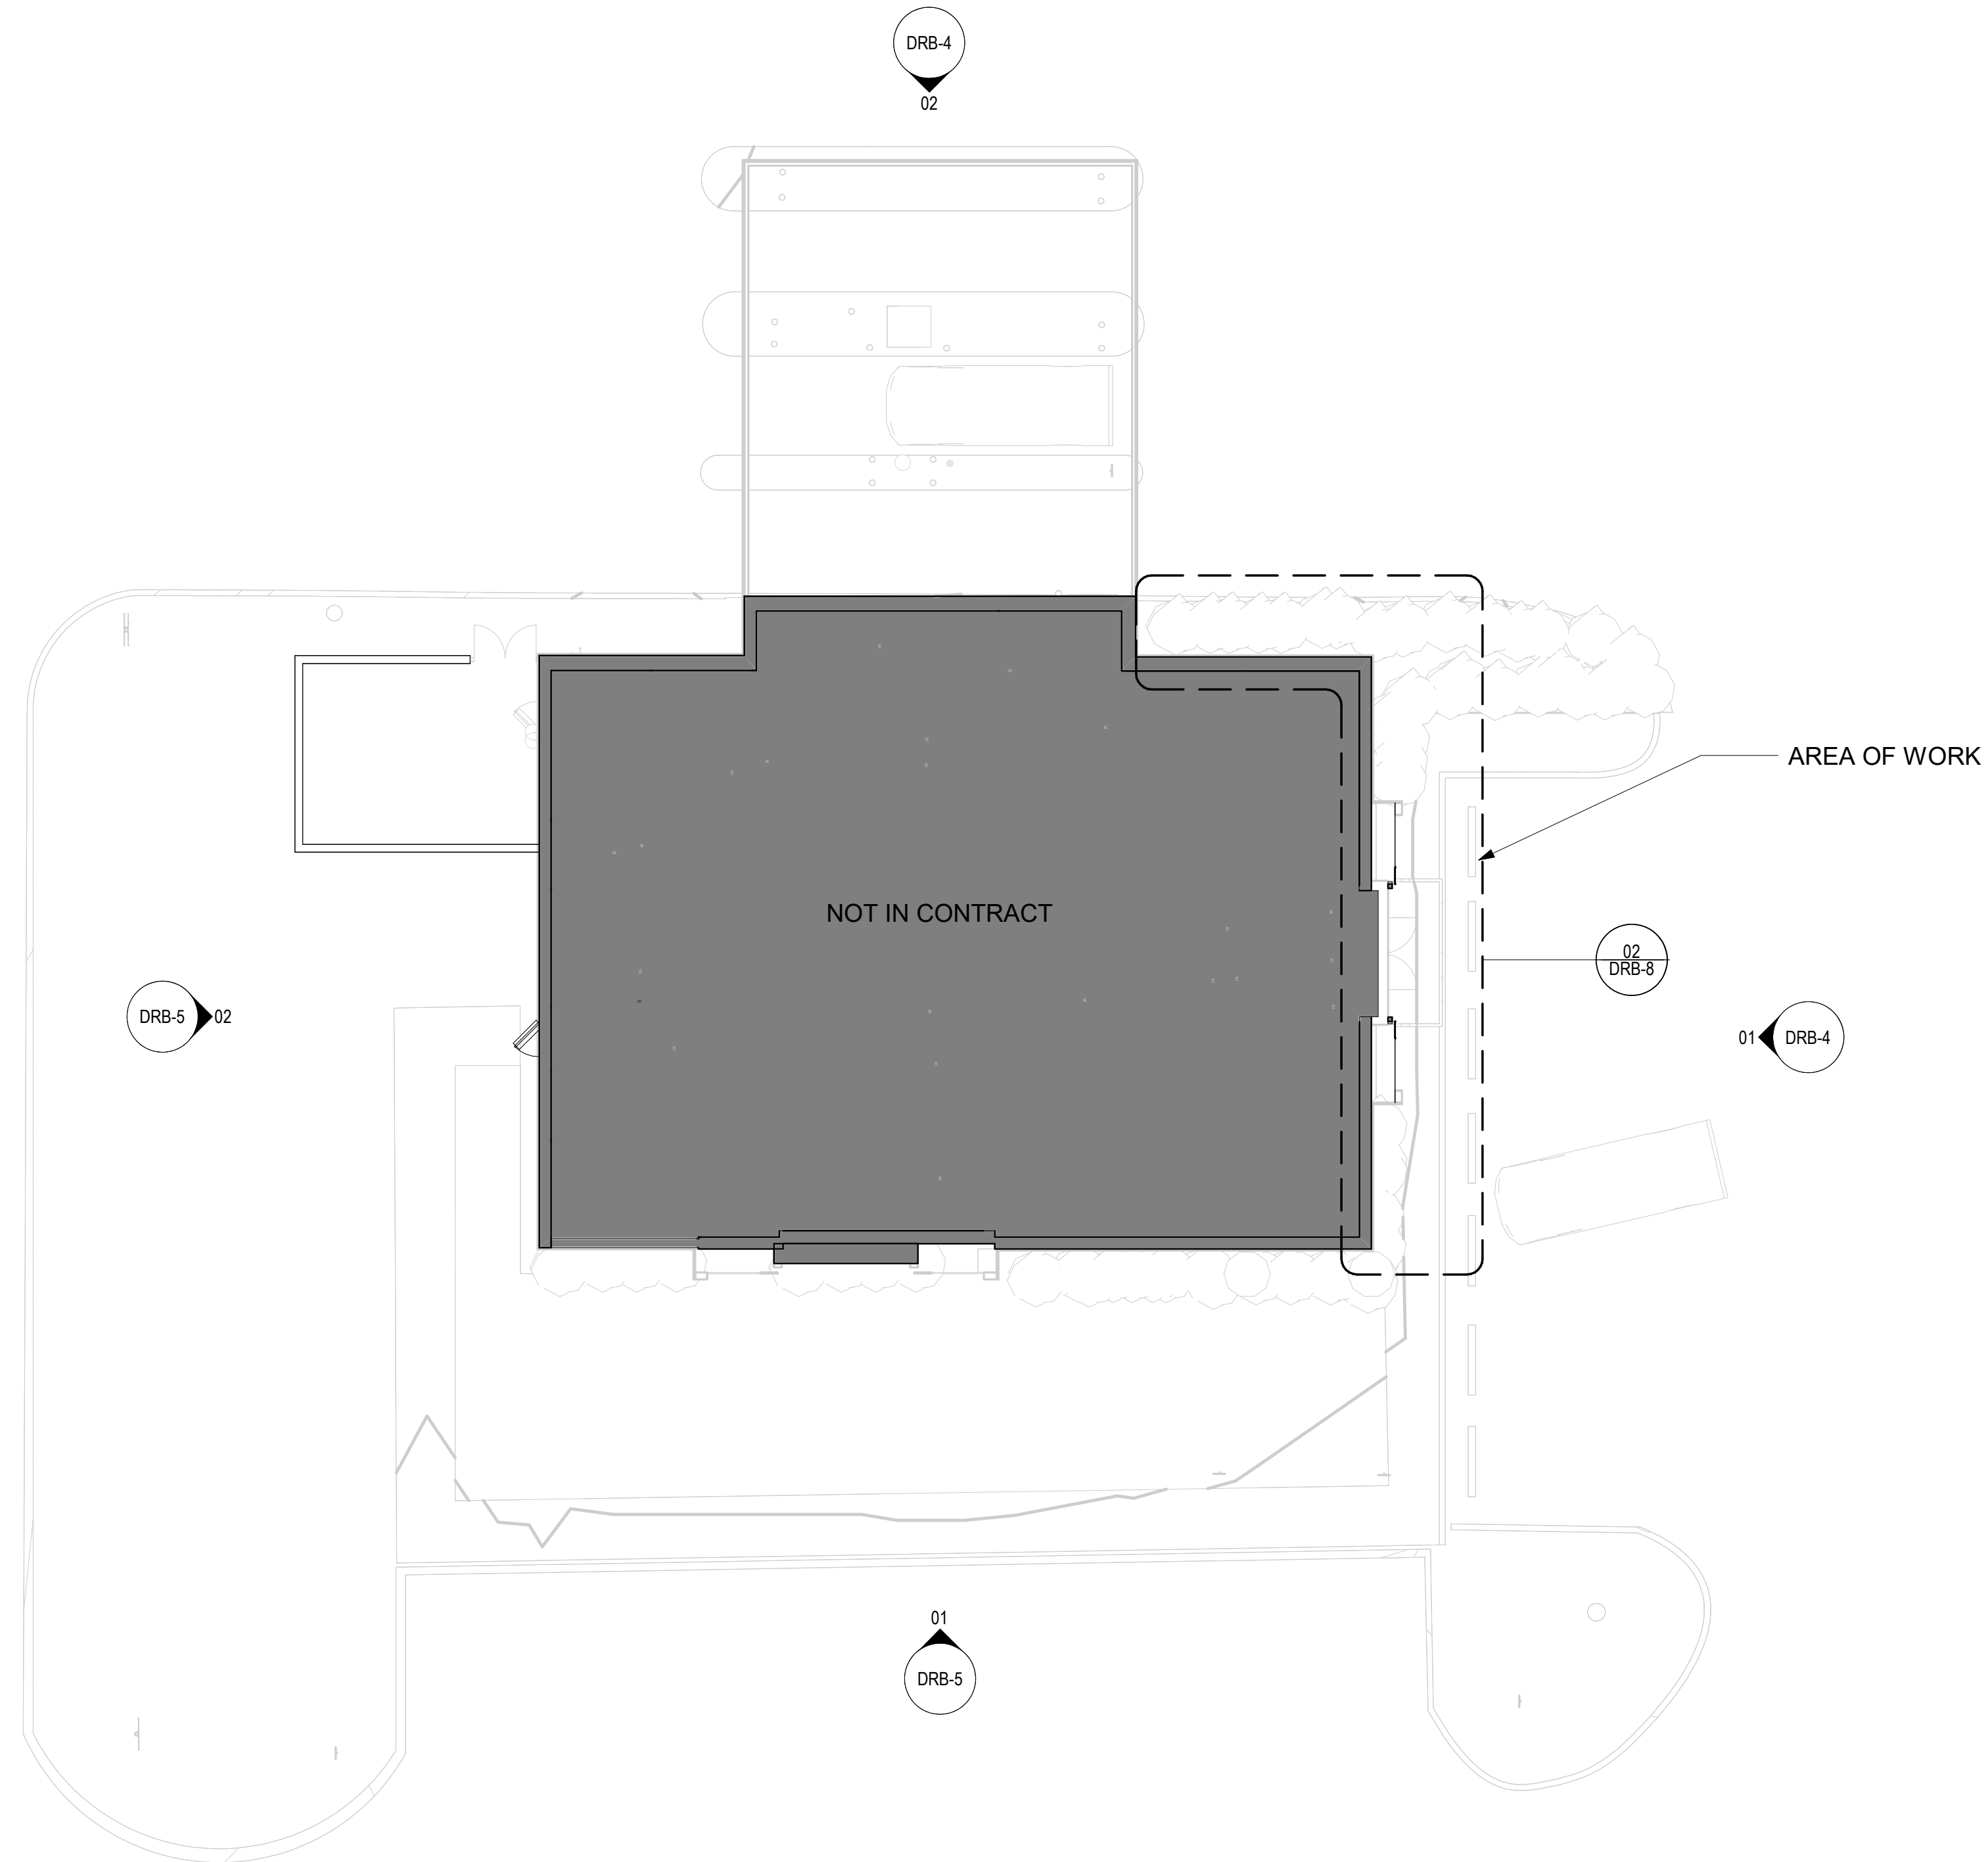 DRB-4
02
AREA OF WORK
NOT IN CONTRACT
02
DRB-8
DRB-5
02
01
DRB-4
01
DRB-5